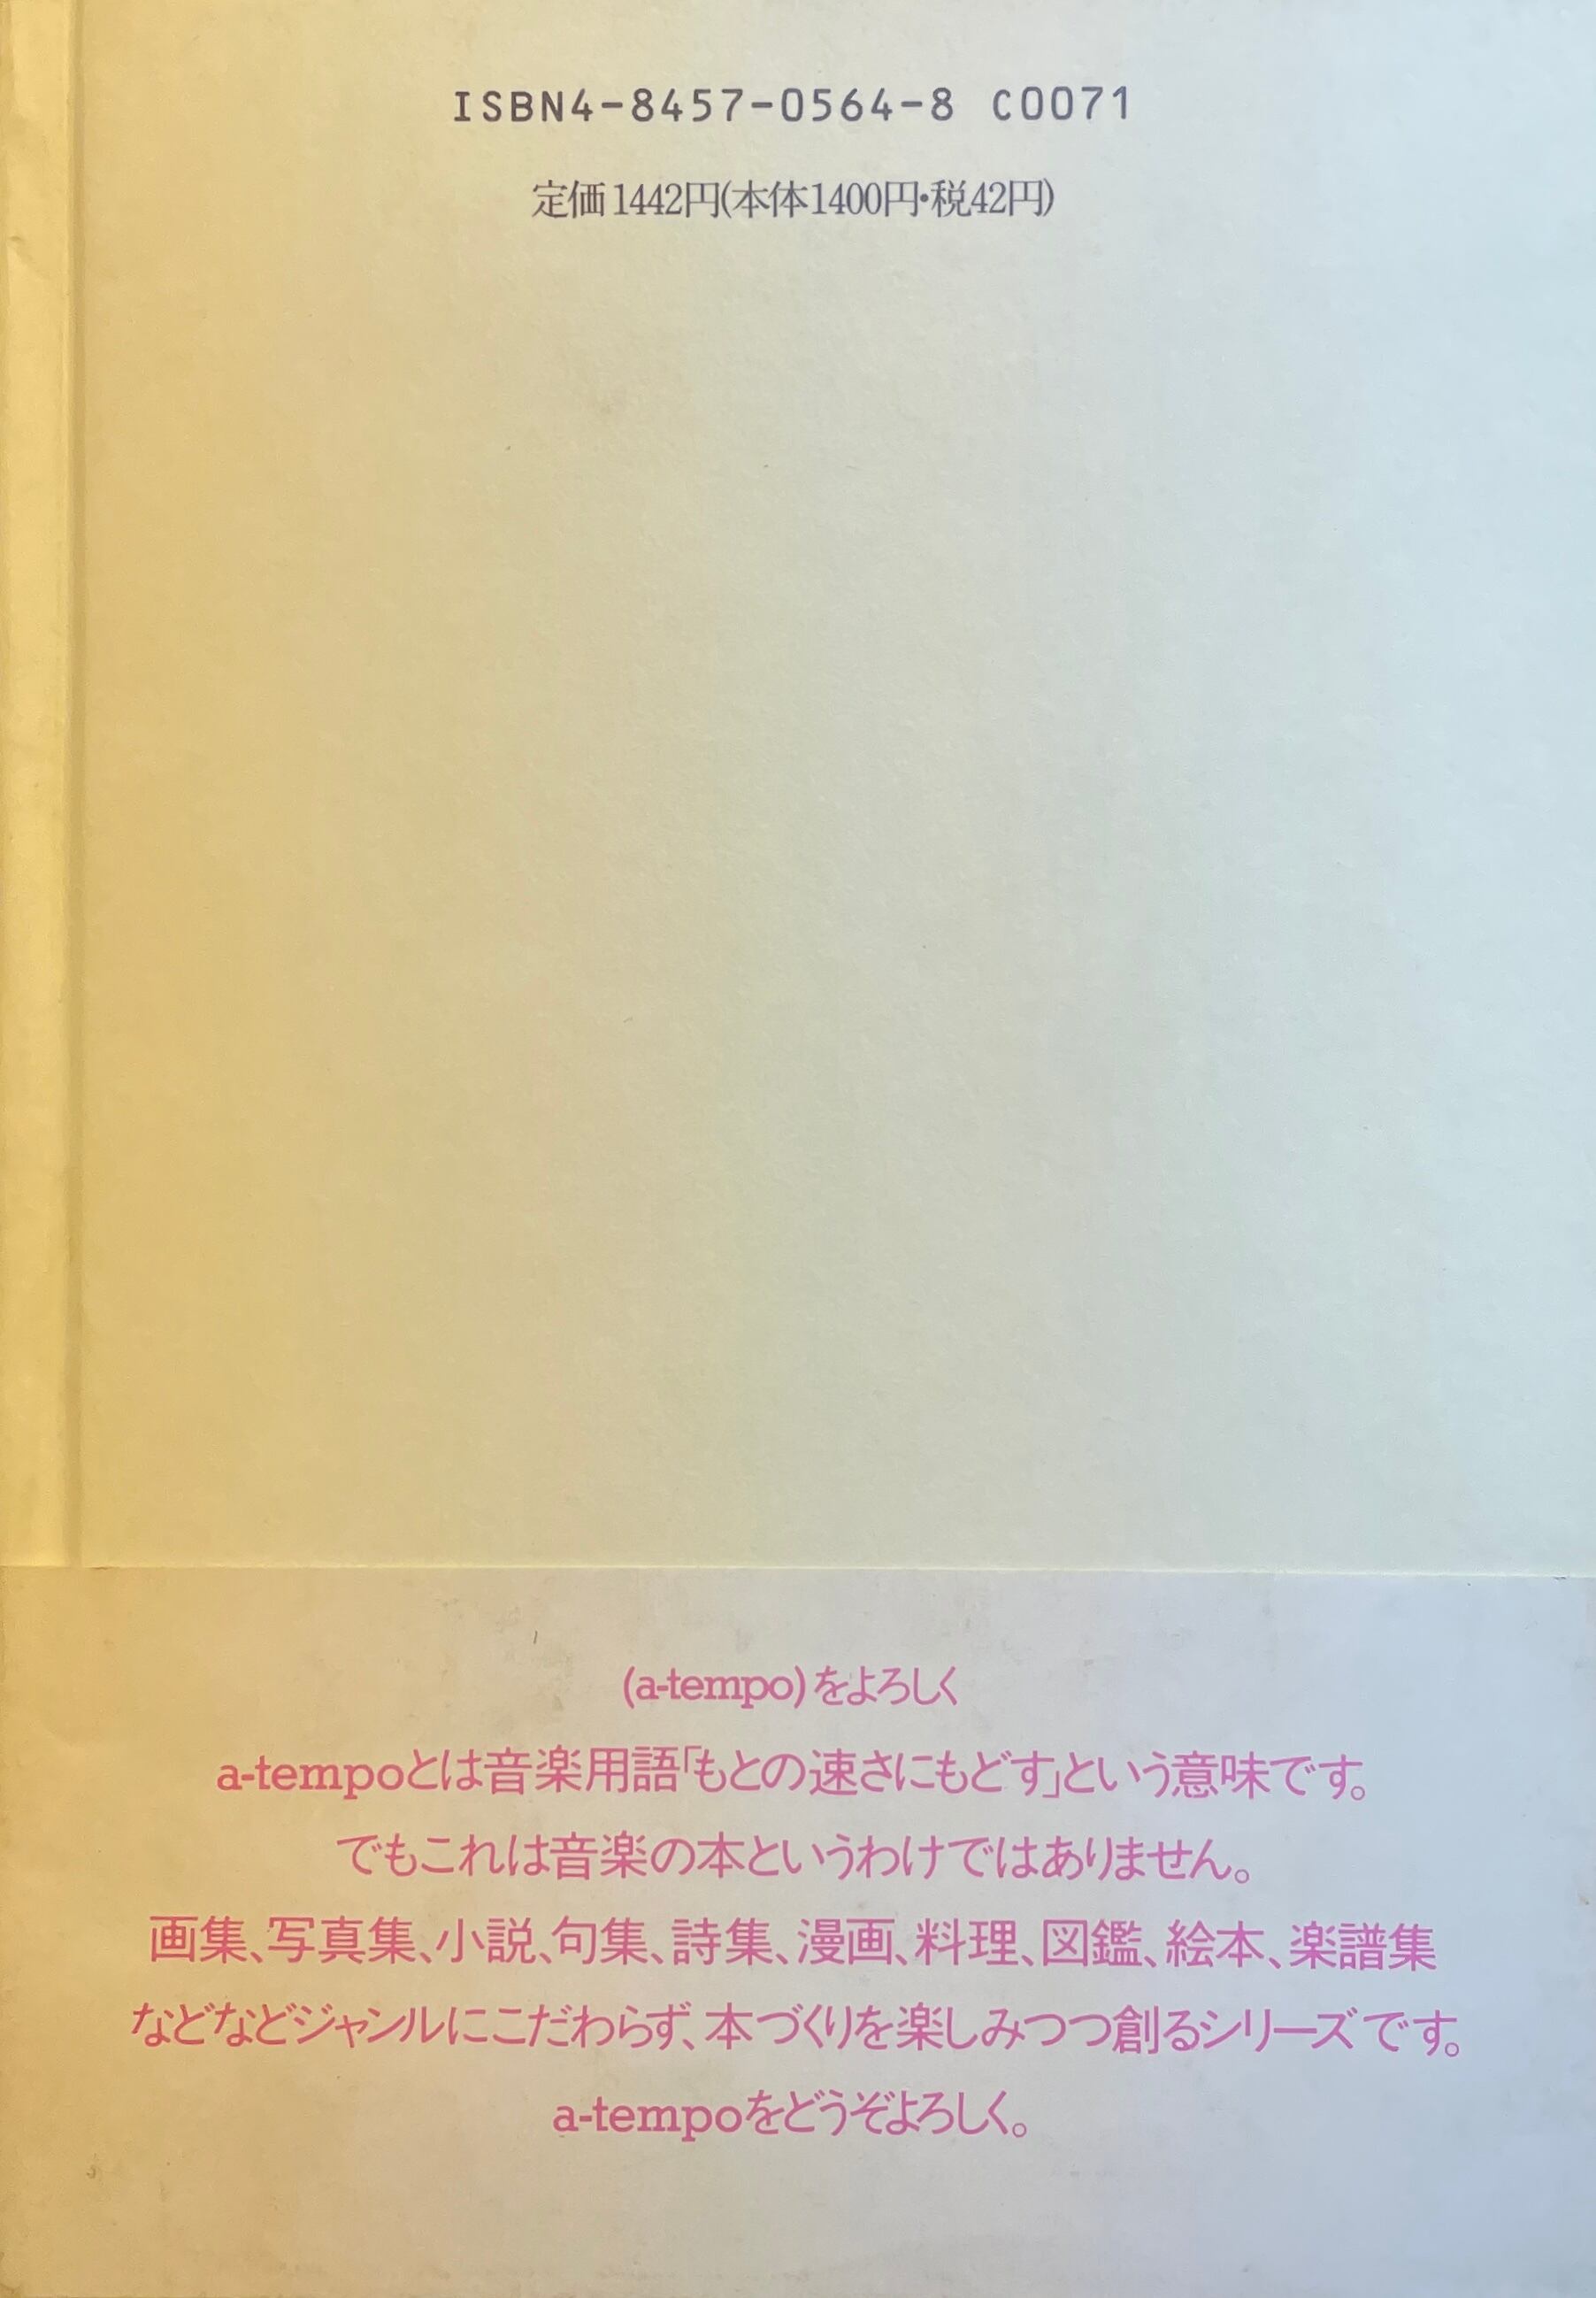 ISBN4-8457-0564-8 C0071
定価1442円(本体1400円・税42円)
(a-tempo)をよろしく
a-tempoとは音楽用語「もとの速さにもどす」という意味です。
でもこれは音楽の本というわけではありません。
画集、写真集、小説、句集、詩集、漫画、料理、図鑑、絵本、楽譜集
などなどジャンルにこだわらず、本づくりを楽しみつつ創るシリーズです。
a-tempoをどうぞよろしく。